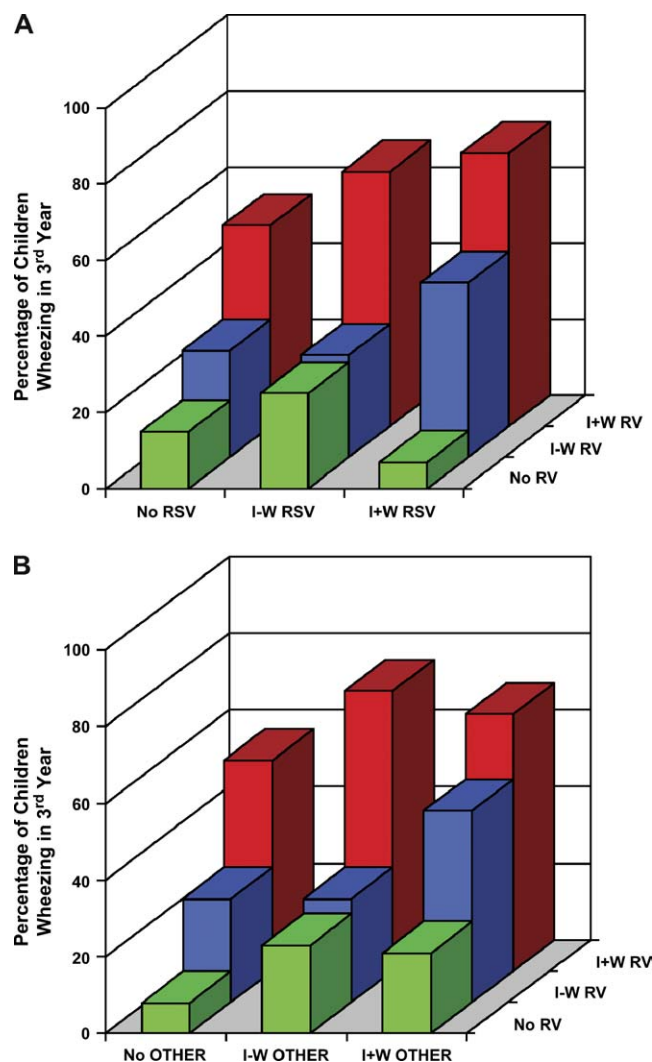 A
100
80
60
40
20
0
Percentage of Children
Wheezing in 3rd Year
No RSV
I-W RSV
I+W RSV
No RV
I-W RV
I+W RV
B
100
80
60
40
20
0
Percentage of Children
Wheezing in 3rd Year
No OTHER
I-W OTHER
I+W OTHER
No RV
I-W RV
I+W RV